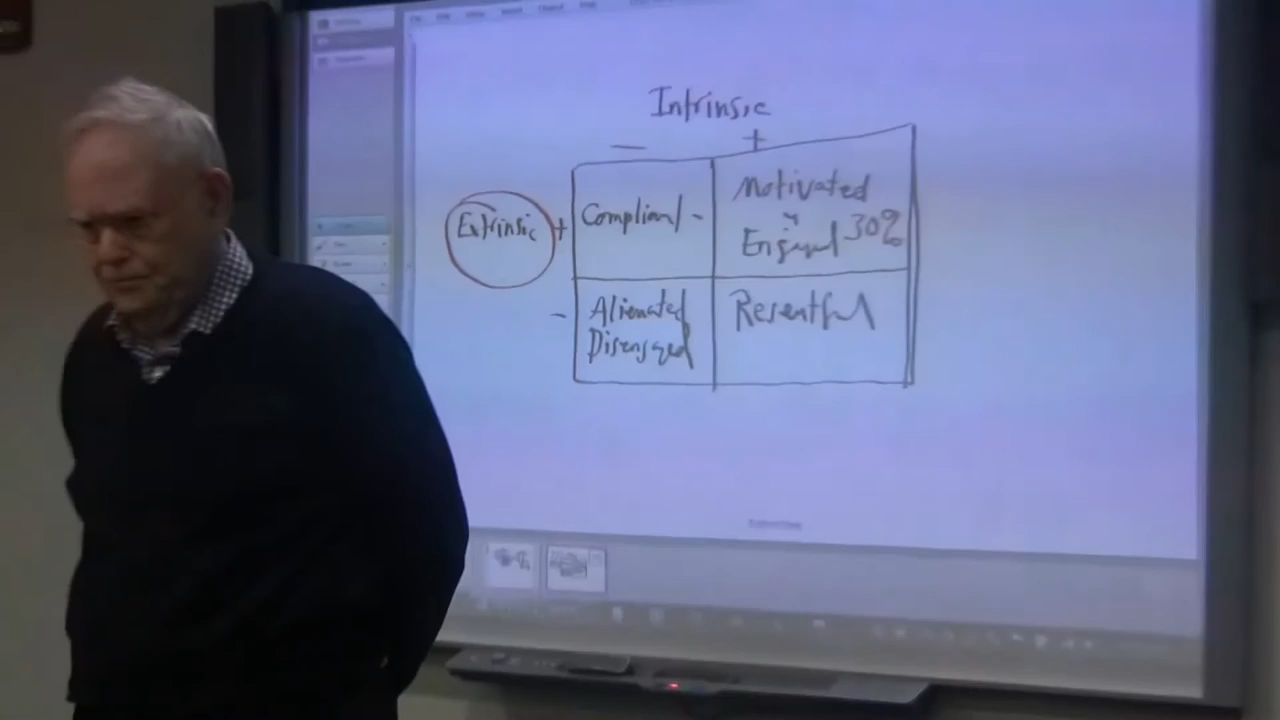 Intrinsic
- +
Extrinsic + Compliant - Motivated
Engaged 30%
- Alienated Resentful
Disengaged